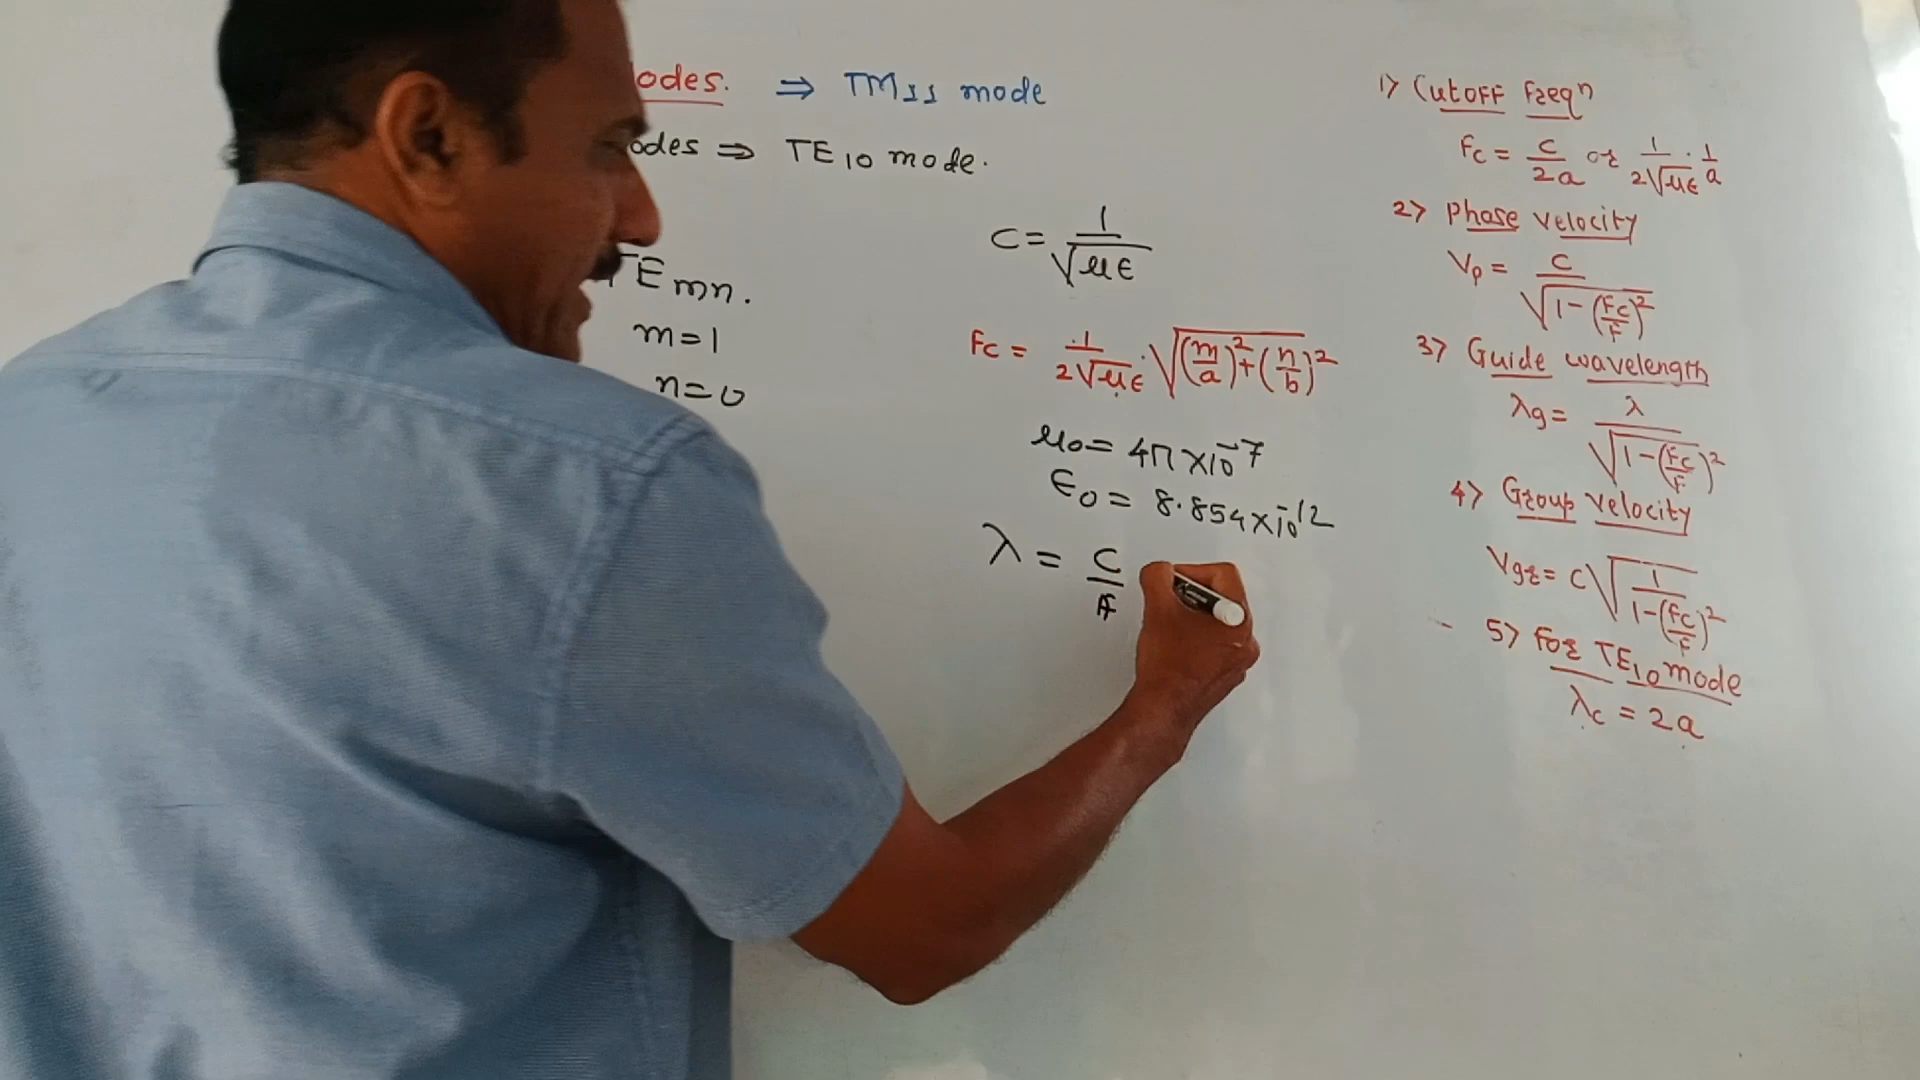 odes. ⇒ TM11 mode
odes ⇒ TE10 mode.
TEmn.
m=1
n=0
C = 1/√με
Fc = 1/2√με · √(m/a)²+(n/b)²
μ0 = 4π×10⁻⁷
ε0 = 8.854×10⁻¹²
λ = C/F
1) Cutoff Freqn
Fc = C/2a or 1/2√με · 1/a
2) Phase velocity
Vp = C/√1-(Fc/F)²
3) Guide wavelength
λg = λ/√1-(Fc/F)²
4) Group velocity
Vgr = C√1/1-(Fc/F)²
5) For TE10 mode
λc = 2a